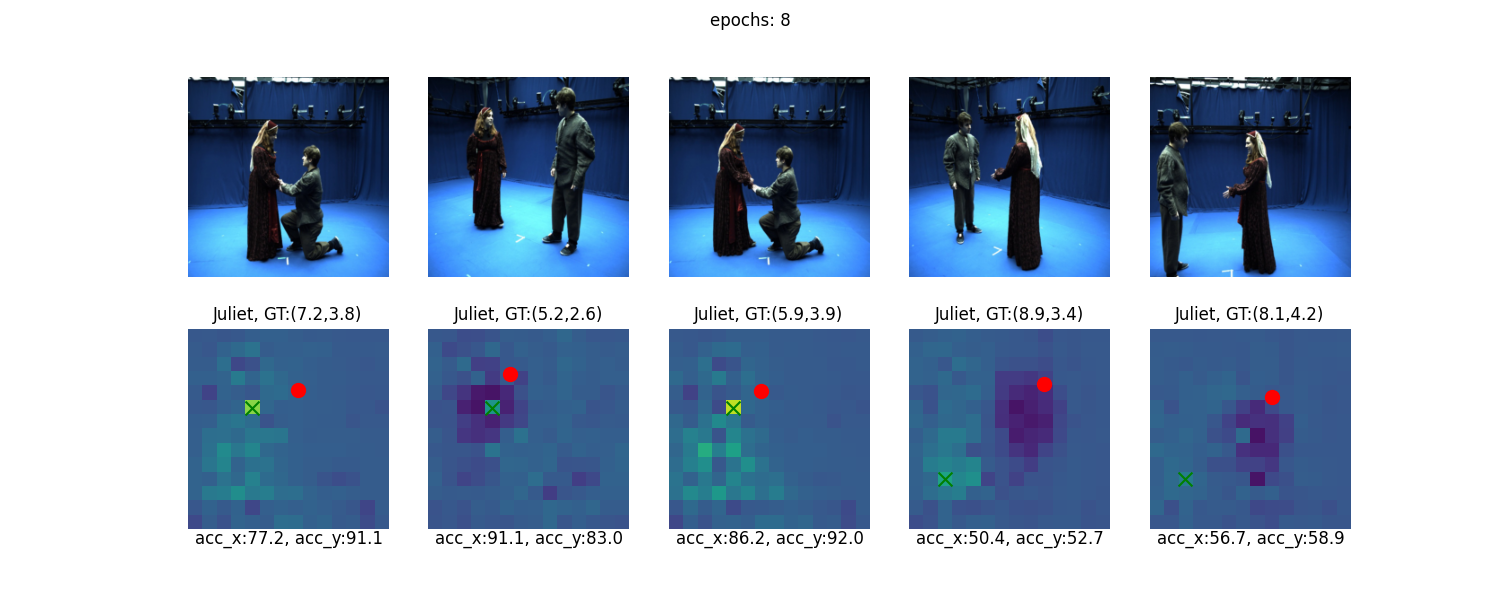 epochs: 8
Juliet, GT:(7.2,3.8)
Juliet, GT:(5.2,2.6)
Juliet, GT:(5.9,3.9)
Juliet, GT:(8.9,3.4)
Juliet, GT:(8.1,4.2)
acc_x:77.2, acc_y:91.1
acc_x:91.1, acc_y:83.0
acc_x:86.2, acc_y:92.0
acc_x:50.4, acc_y:52.7
acc_x:56.7, acc_y:58.9